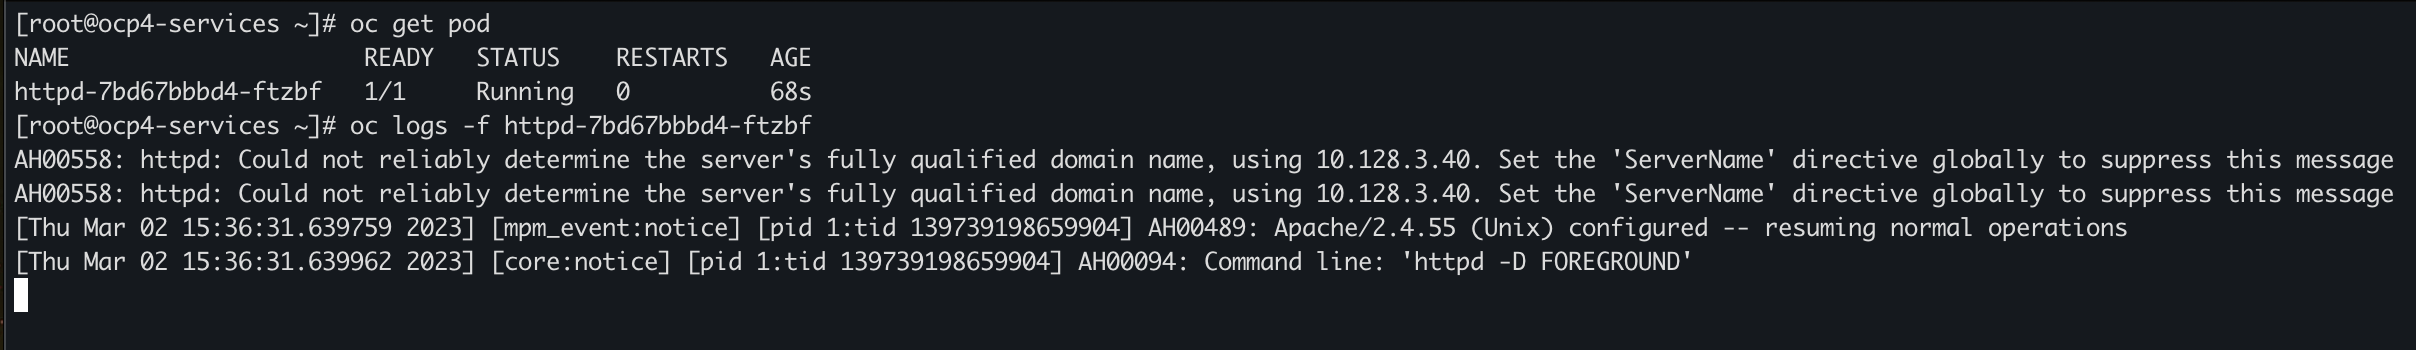 [root@ocp4-services ~]# oc get pod
NAME                     READY   STATUS    RESTARTS   AGE
httpd-7bd67bbbd4-ftzbf   1/1     Running   0          68s
[root@ocp4-services ~]# oc logs -f httpd-7bd67bbbd4-ftzbf
AH00558: httpd: Could not reliably determine the server's fully qualified domain name, using 10.128.3.40. Set the 'ServerName' directive globally to suppress this message
AH00558: httpd: Could not reliably determine the server's fully qualified domain name, using 10.128.3.40. Set the 'ServerName' directive globally to suppress this message
[Thu Mar 02 15:36:31.639759 2023] [mpm_event:notice] [pid 1:tid 139739198659904] AH00489: Apache/2.4.55 (Unix) configured -- resuming normal operations
[Thu Mar 02 15:36:31.639962 2023] [core:notice] [pid 1:tid 139739198659904] AH00094: Command line: 'httpd -D FOREGROUND'